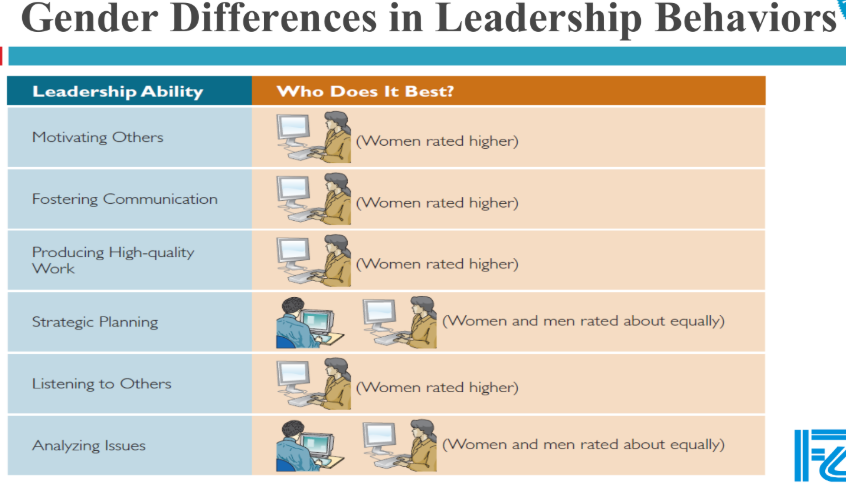 Gender Differences in Leadership Behaviors
Leadership Ability
Who Does It Best?
Motivating Others
(Women rated higher)
Fostering Communication
(Women rated higher)
Producing High-quality
Work
(Women rated higher)
Strategic Planning
(Women and men rated about equally)
Listening to Others
(Women rated higher)
Analyzing Issues
(Women and men rated about equally)